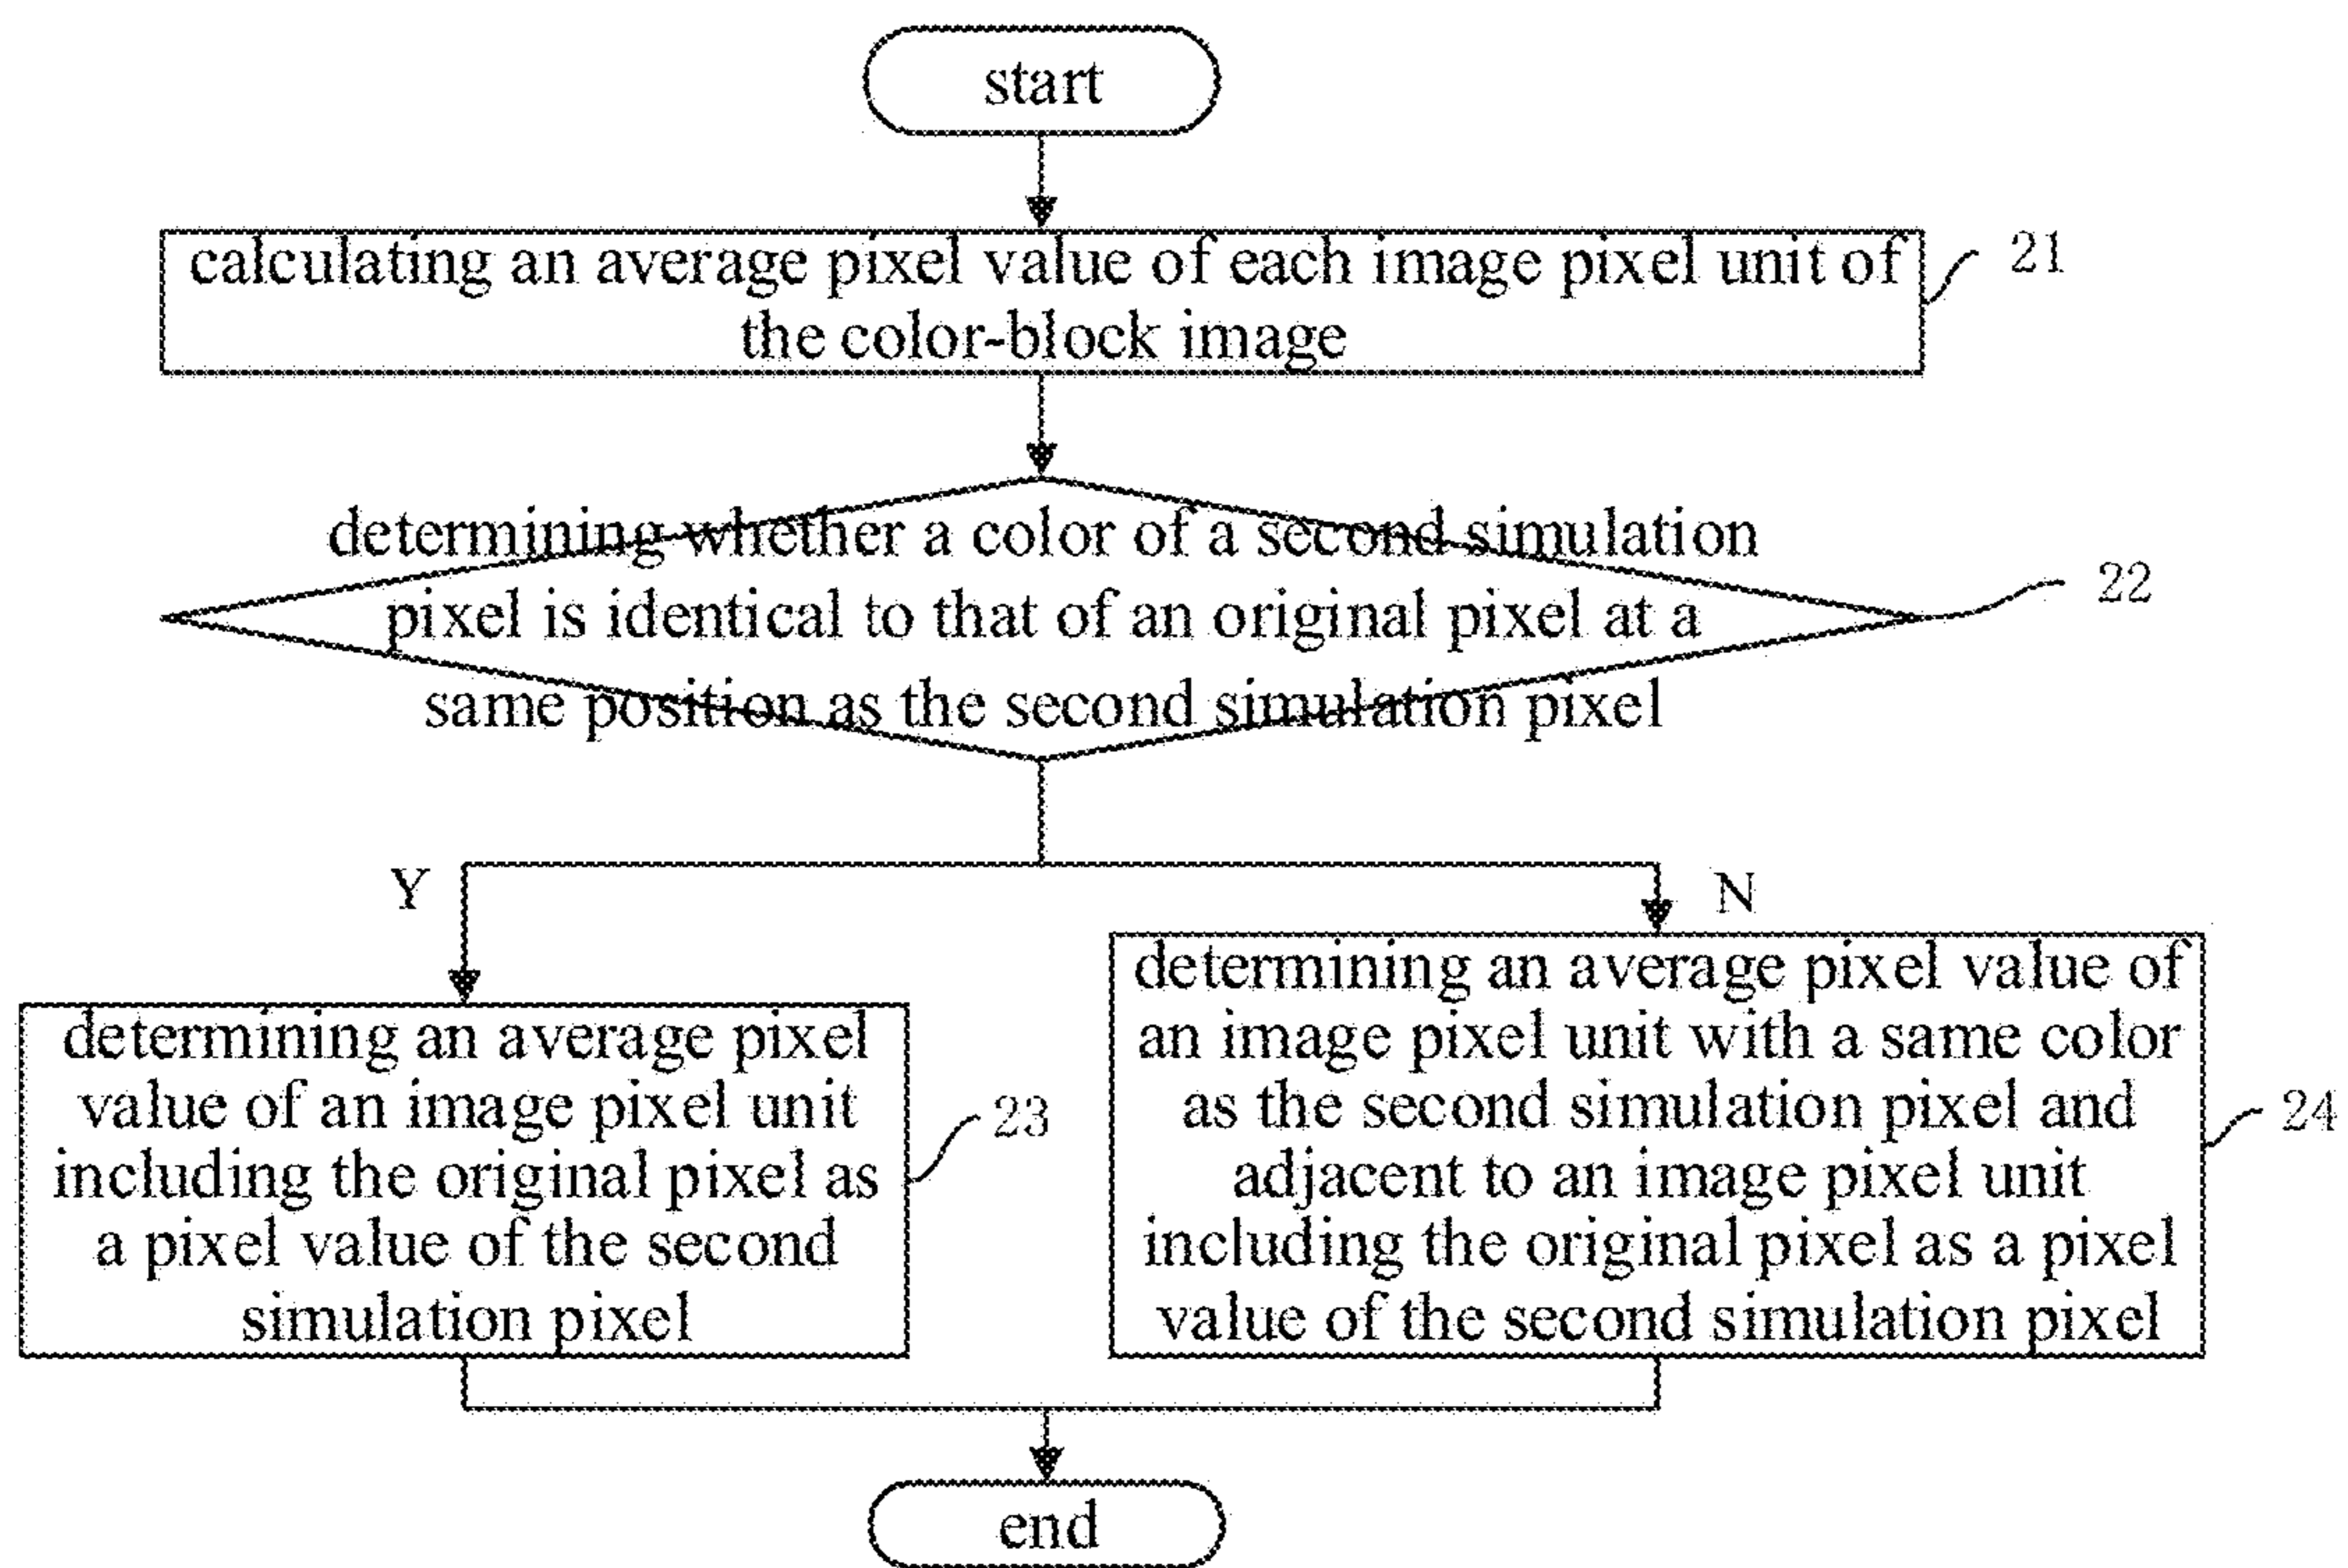 start
calculating an average pixel value of each image pixel unit of
the color-block image
21
determining whether a color of a second simulation
pixel is identical to that of an original pixel at a
same position as the second simulation pixel
22
Y
N
determining an average pixel
value of an image pixel unit
including the original pixel as
a pixel value of the second
simulation pixel
23
determining an average pixel value of
an image pixel unit with a same color
as the second simulation pixel and
adjacent to an image pixel unit
including the original pixel as a pixel
value of the second simulation pixel
24
end